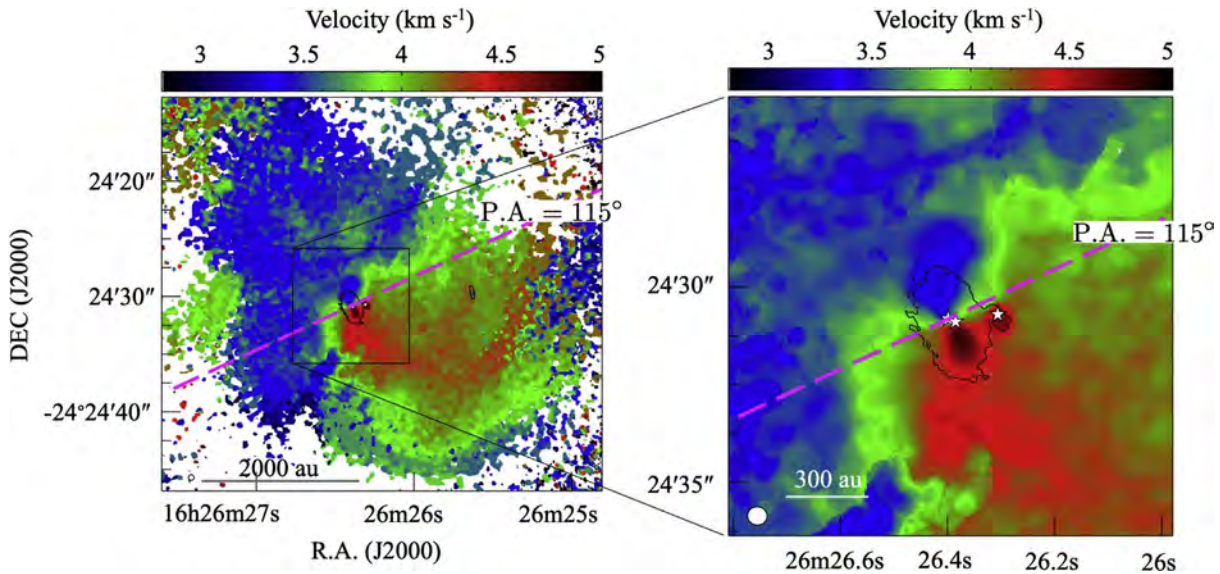 Velocity (km s-1)
3 3.5 4 4.5 5
24′20″
24′30″
-24°24′40″
DEC (J2000)
P.A. = 115°
2000 au
16h26m27s 26m26s 26m25s
R.A. (J2000)
Velocity (km s-1)
3 3.5 4 4.5 5
24′30″
24′35″
P.A. = 115°
300 au
26m26.6s 26.4s 26.2s 26s